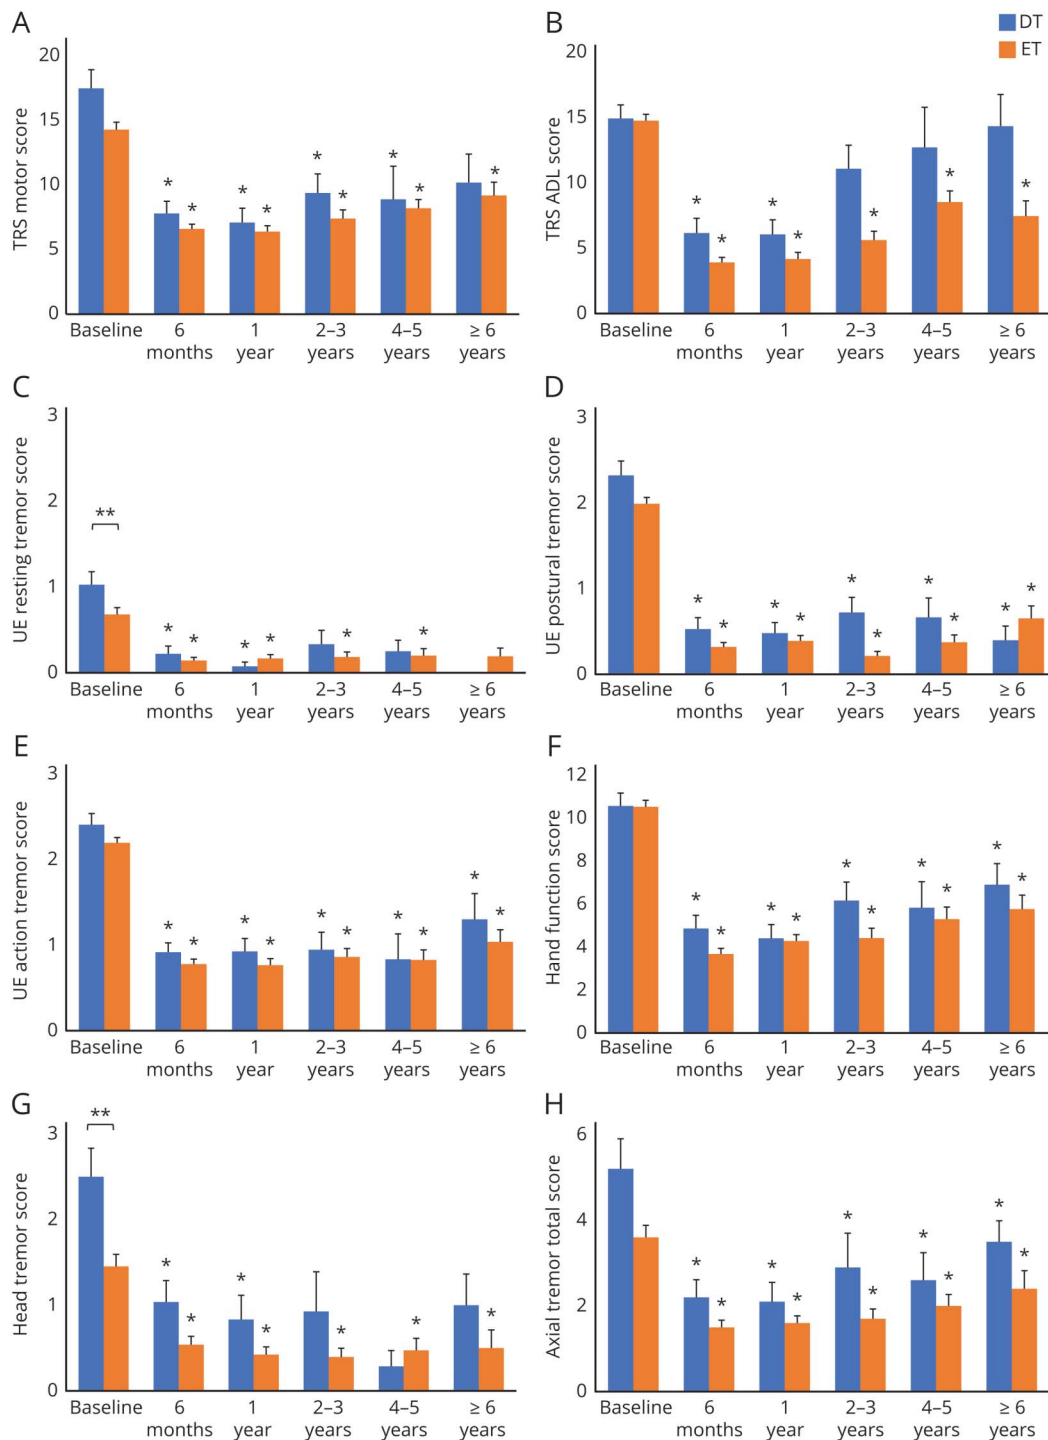 A
TRS motor score
20
15
10
5
0
* * * * * * * * *
Baseline 6 months 1 year 2–3 years 4–5 years ≥ 6 years
B
DT
ET
TRS ADL score
20
15
10
5
0
* * * * * * *
Baseline 6 months 1 year 2–3 years 4–5 years ≥ 6 years
C
UE resting tremor score
3
2
1
0
**
* * * * * *
Baseline 6 months 1 year 2–3 years 4–5 years ≥ 6 years
D
UE postural tremor score
3
2
1
0
* * * * * * * * * *
Baseline 6 months 1 year 2–3 years 4–5 years ≥ 6 years
E
UE action tremor score
3
2
1
0
* * * * * * * * * *
Baseline 6 months 1 year 2–3 years 4–5 years ≥ 6 years
F
Hand function score
12
10
8
6
4
2
0
* * * * * * * * * *
Baseline 6 months 1 year 2–3 years 4–5 years ≥ 6 years
G
Head tremor score
3
2
1
0
**
* * * * * * *
Baseline 6 months 1 year 2–3 years 4–5 years ≥ 6 years
H
Axial tremor total score
6
4
2
0
* * * * * * * * * *
Baseline 6 months 1 year 2–3 years 4–5 years ≥ 6 years